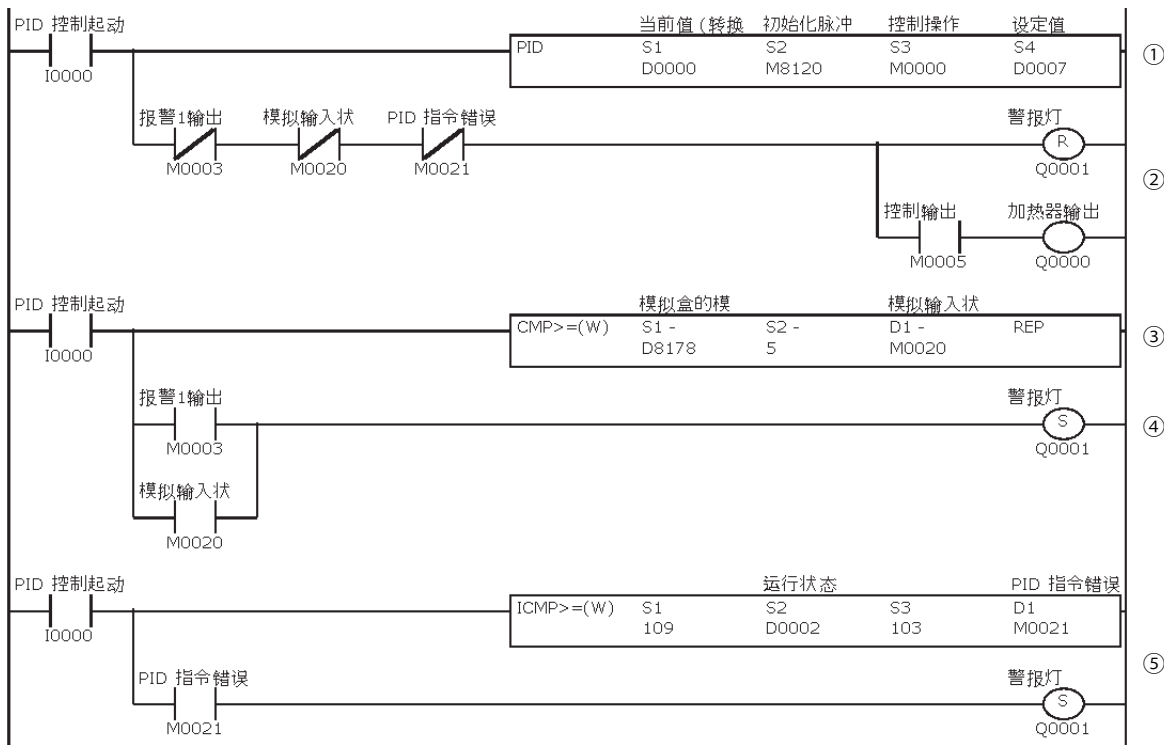 PID 控制起动
I0000
当前值(转换 初始化脉冲 控制操作 设定值
PID S1 S2 S3 S4
D0000 M8120 M0000 D0007
①
报警1输出 模拟输入状 PID 指令错误 警报灯
R
M0003 M0020 M0021 Q0001
②
控制输出 加热器输出
M0005 Q0000
PID 控制起动
I0000
模拟盒的模 模拟输入状
CMP>=(W) S1 - S2 - D1 - REP
D8178 5 M0020
③
报警1输出 警报灯
S
M0003 Q0001
④
模拟输入状
M0020
PID 控制起动
I0000
运行状态 PID 指令错误
ICMP>=(W) S1 S2 S3 D1
109 D0002 103 M0021
⑤
PID 指令错误 警报灯
S
M0021 Q0001